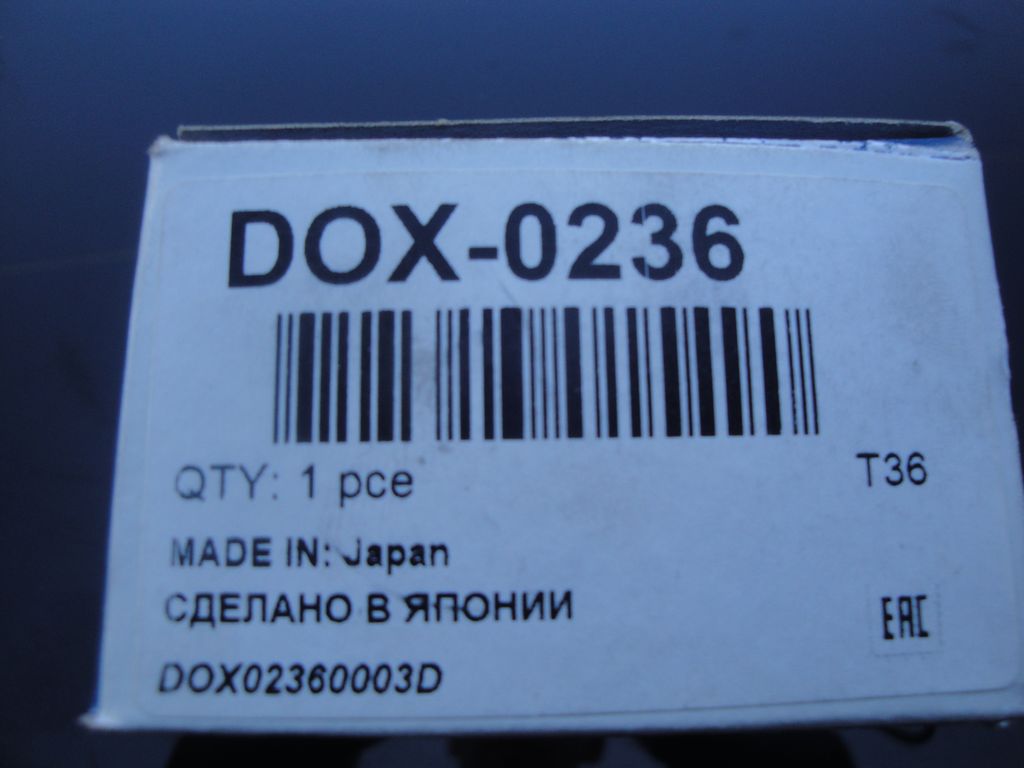 DOX-0236
QTY: 1 pce
T36
MADE IN: Japan
СДЕЛАНО В ЯПОНИИ
EAC
DOX02360003D